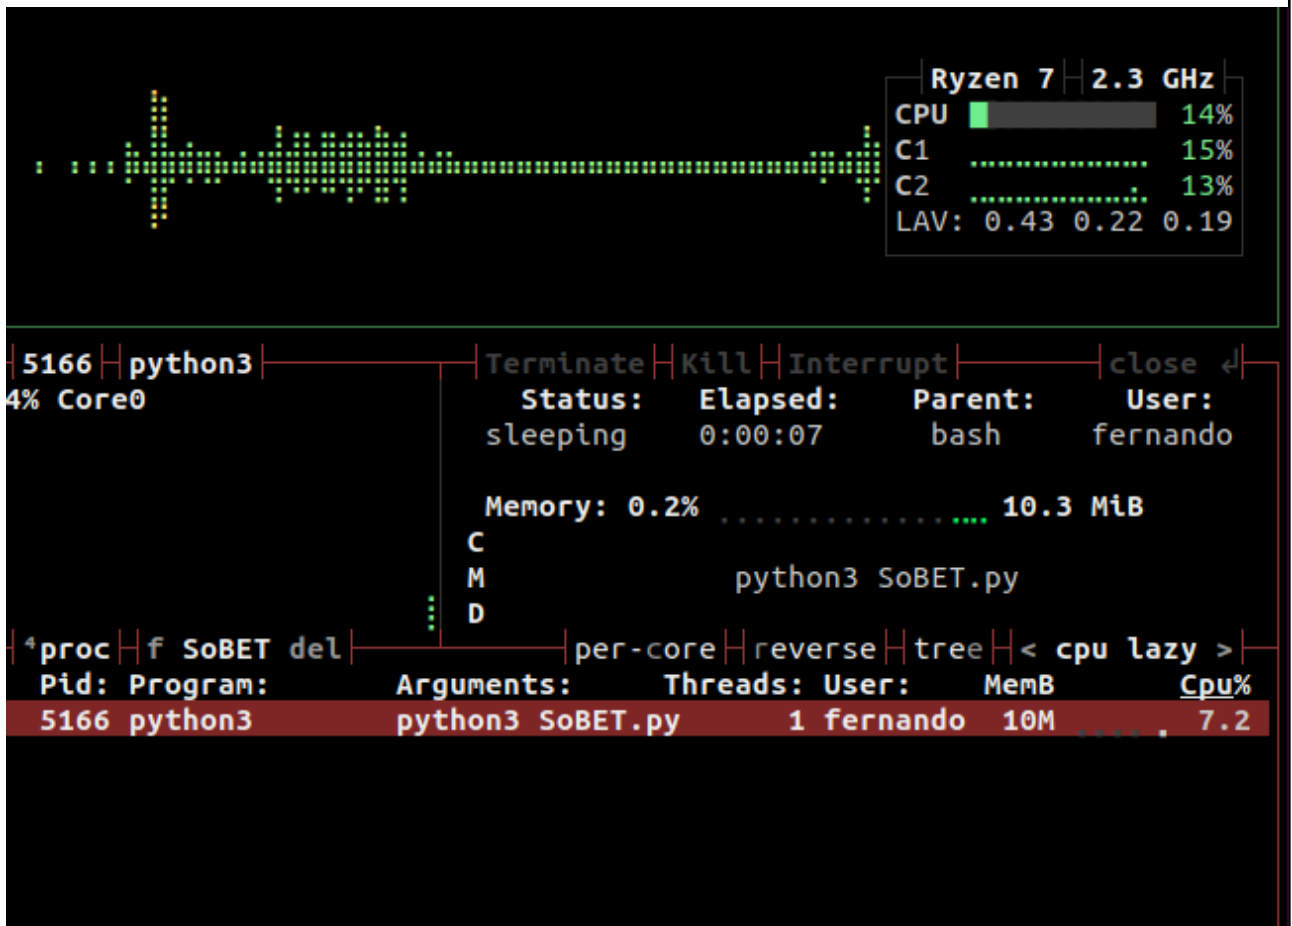 Ryzen 7 2.3 GHz
CPU 14%
C1 15%
C2 13%
LAV: 0.43 0.22 0.19
5166 python3 Terminate Kill Interrupt close ↲
4% Core0 Status: Elapsed: Parent: User:
sleeping 0:00:07 bash fernando
Memory: 0.2% 10.3 MiB
C
M python3 SoBET.py
D
⁴proc f SoBET del per-core reverse tree < cpu lazy >
Pid: Program: Arguments: Threads: User: MemB Cpu%
5166 python3 python3 SoBET.py 1 fernando 10M 7.2